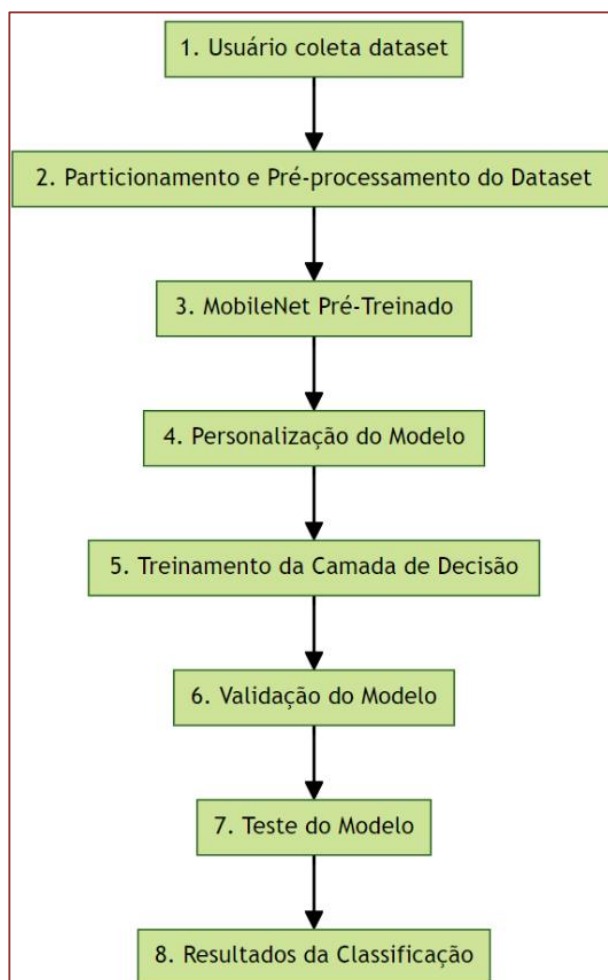 1. Usuário coleta dataset
2. Particionamento e Pré-processamento do Dataset
3. MobileNet Pré-Treinado
4. Personalização do Modelo
5. Treinamento da Camada de Decisão
6. Validação do Modelo
7. Teste do Modelo
8. Resultados da Classificação